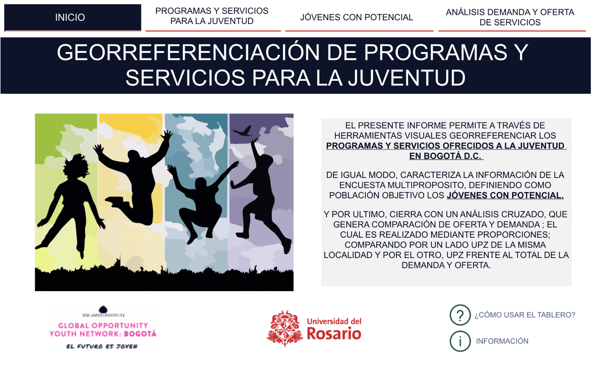 INICIO
PROGRAMAS Y SERVICIOS
PARA LA JUVENTUD
JÓVENES CON POTENCIAL
ANÁLISIS DEMANDA Y OFERTA
DE SERVICIOS
GEORREFERENCIACIÓN DE PROGRAMAS Y
SERVICIOS PARA LA JUVENTUD
EL PRESENTE INFORME PERMITE A TRAVÉS DE
HERRAMIENTAS VISUALES GEORREFERENCIAR LOS
PROGRAMAS Y SERVICIOS OFRECIDOS A LA JUVENTUD
EN BOGOTÁ D.C.
DE IGUAL MODO, CARACTERIZA LA INFORMACIÓN DE LA
ENCUESTA MULTIPROPOSITO, DEFINIENDO COMO
POBLACIÓN OBJETIVO LOS JÓVENES CON POTENCIAL.
Y POR ULTIMO, CIERRA CON UN ANÁLISIS CRUZADO, QUE
GENERA COMPARACIÓN DE OFERTA Y DEMANDA ; EL
CUAL ES REALIZADO MEDIANTE PROPORCIONES;
COMPARANDO POR UN LADO UPZ DE LA MISMA
LOCALIDAD Y POR EL OTRO, UPZ FRENTE AL TOTAL DE LA
DEMANDA Y OFERTA.
GLOBAL OPPORTUNITY
YOUTH NETWORK: BOGOTÁ
EL FUTURO ES JOVEN
Universidad del
Rosario
? ¿CÓMO USAR EL TABLERO?
i INFORMACIÓN